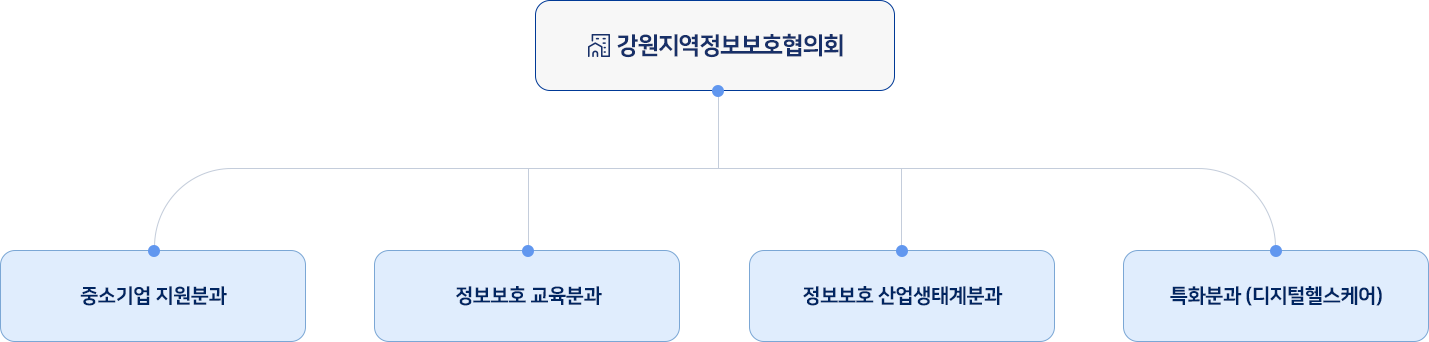 강원지역정보보호협의회
중소기업 지원분과
정보보호 교육분과
정보보호 산업생태계분과
특화분과 (디지털헬스케어)